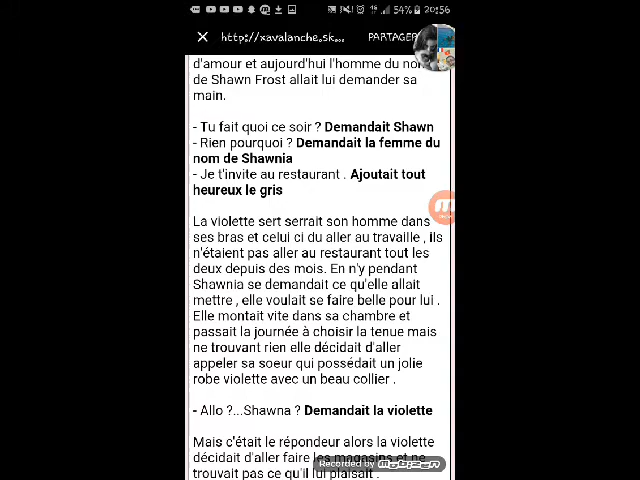 54% 20:56
http://xavalanche.sk... PARTAGER
d'amour et aujourd'hui l'homme du nom
de Shawn Frost allait lui demander sa
main.
- Tu fait quoi ce soir ? Demandait Shawn
- Rien pourquoi ? Demandait la femme du
nom de Shawnia
- Je t'invite au restaurant . Ajoutait tout
heureux le gris
La violette sert serrait son homme dans
ses bras et celui ci du aller au travaille , ils
n'étaient pas aller au restaurant tout les
deux depuis des mois. En n'y pendant
Shawnia se demandait ce qu'elle allait
mettre , elle voulait se faire belle pour lui .
Elle montait vite dans sa chambre et
passait la journée à choisir la tenue mais
ne trouvant rien elle décidait d'aller
appeler sa soeur qui possédait un jolie
robe violette avec un beau collier .
- Allo ?...Shawna ? Demandait la violette
Mais c'était le répondeur alors la violette
décidait d'aller faire les magasins et ne
trouvait pas ce qu'il lui plaisait .
Recorded by mobizen